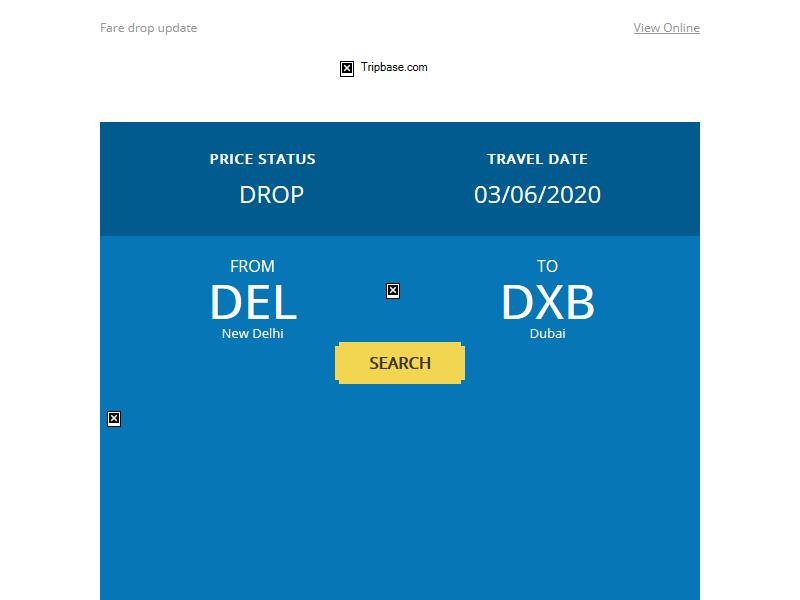 Fare drop update
View Online
Tripbase.com
PRICE STATUS
TRAVEL DATE
DROP
03/06/2020
FROM
TO
DEL
DXB
New Delhi
Dubai
SEARCH